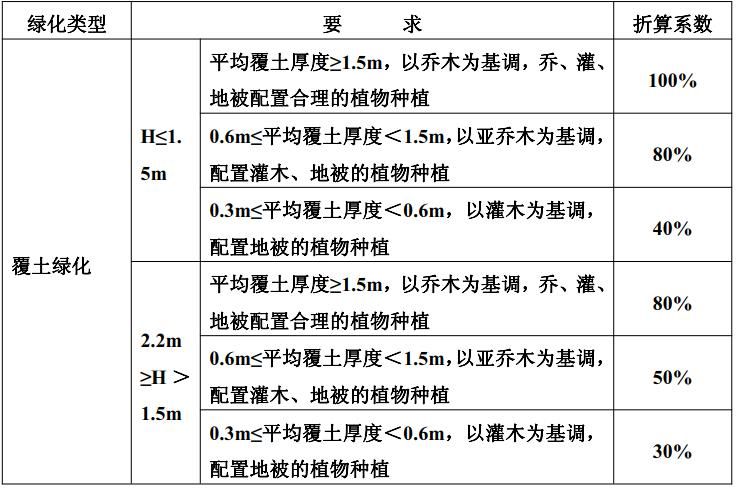 绿化类型 要 求 折算系数
覆土绿化
H≤1.
5m
平均覆土厚度≥1.5m，以乔木为基调，乔、灌、
地被配置合理的植物种植
100%
0.6m≤平均覆土厚度＜1.5m，以亚乔木为基调，
配置灌木、地被的植物种植
80%
0.3m≤平均覆土厚度＜0.6m，以灌木为基调，
配置地被的植物种植
40%
2.2m
≥H＞
1.5m
平均覆土厚度≥1.5m，以乔木为基调，乔、灌、
地被配置合理的植物种植
80%
0.6m≤平均覆土厚度＜1.5m，以亚乔木为基调，
配置灌木、地被的植物种植
50%
0.3m≤平均覆土厚度＜0.6m，以灌木为基调，
配置地被的植物种植
30%